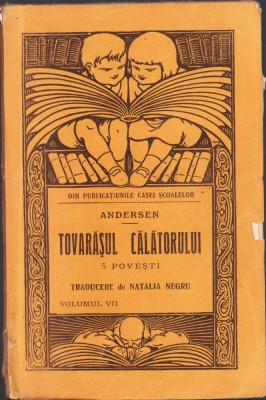 DIN PUBLICAȚIUNILE CASEI ȘCOALELOR
ANDERSEN
TOVARĂȘUL CĂLĂTORULUI
5 POVEȘTI
TRADUCERE de NATALIA NEGRU
VOLUMUL VII